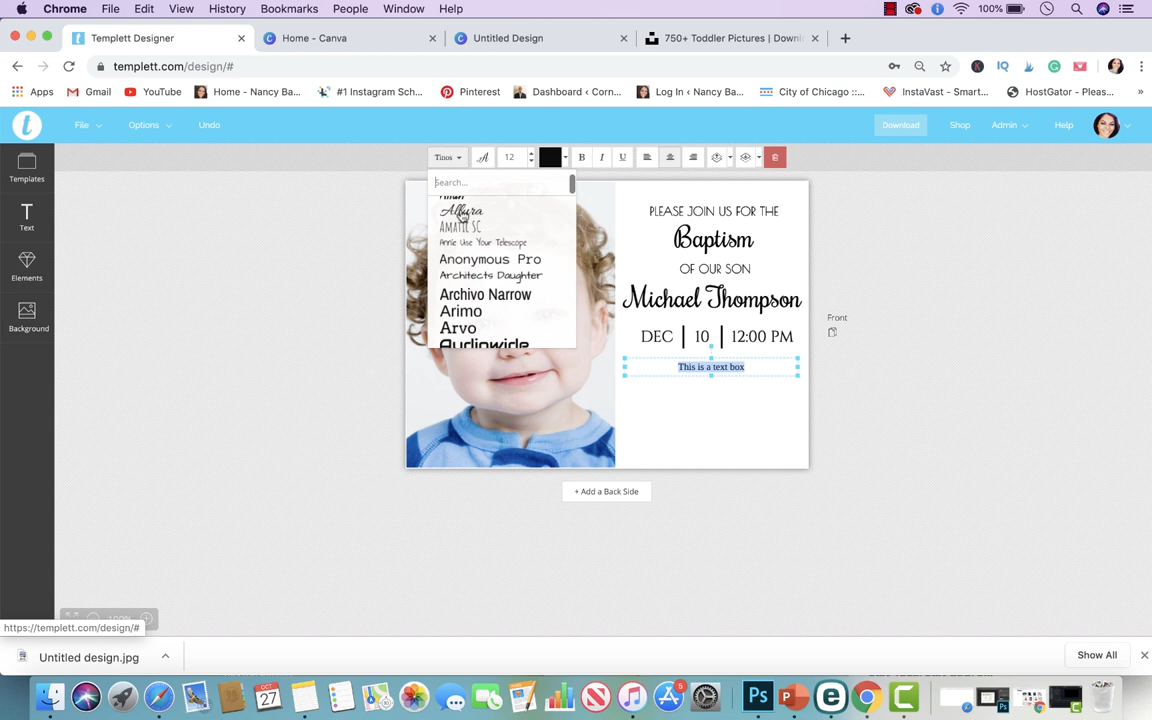 Chrome File Edit View History Bookmarks People Window Help 100%
Templett Designer Home - Canva Untitled Design 750+ Toddler Pictures | Downl
templett.com/design/#
Apps Gmail YouTube Home - Nancy Ba... #1 Instagram Sch... Pinterest Dashboard ‹ Corn... Log In ‹ Nancy Ba... City of Chicago ::... InstaVast - Smart... HostGator - Pleas... »
t File Options Undo Download Shop Admin Help
Tinos A 12 B I U
Templates
Text
Elements
Background
Search...
Allura
Amatic SC
Annie Use Your Telescope
Anonymous Pro
Architects Daughter
Archivo Narrow
Arimo
Arvo
Audiowide
PLEASE JOIN US FOR THE
Baptism
OF OUR SON
Michael Thompson
DEC | 10 | 12:00 PM
This is a text box
Front
+ Add a Back Side
https://templett.com/design/#
Untitled design.jpg Show All
OCT
27
5
Ps